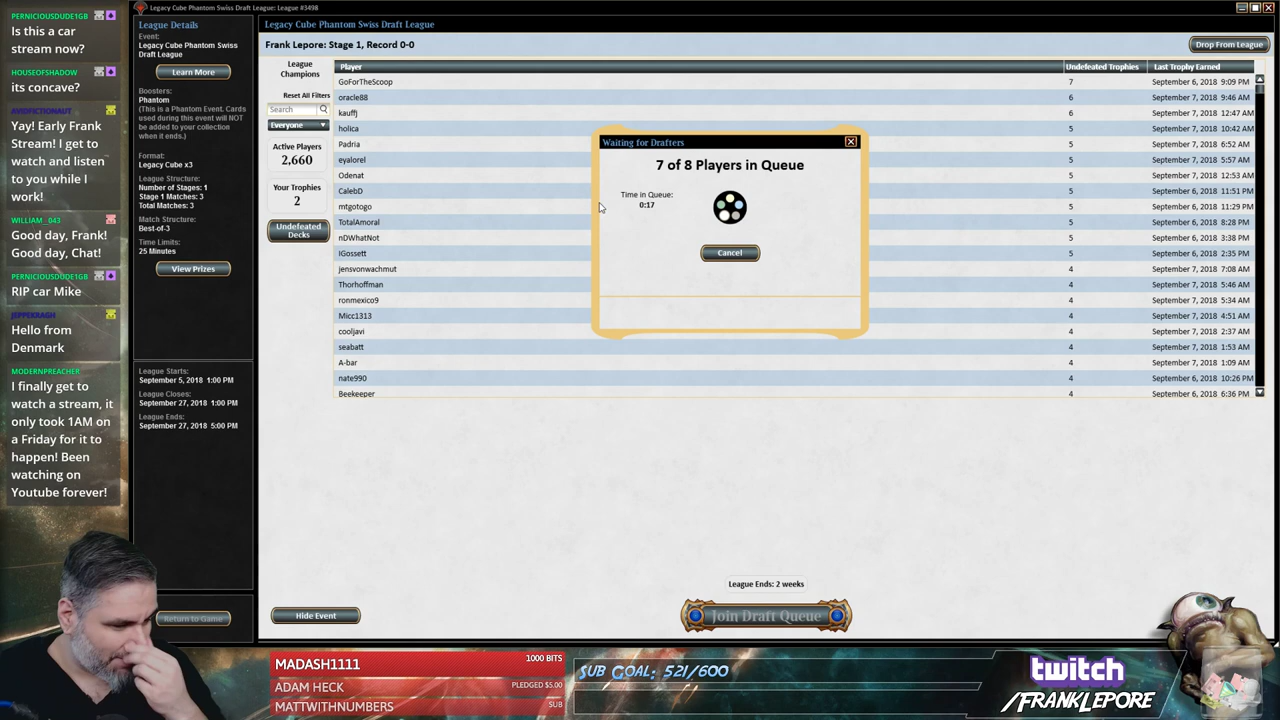 PERNICIOUSDUDE1GB
Is this a car
stream now?
HOUSEOFSHADOW
its concave?
AVIDFICTIONAUT
Yay! Early Frank
Stream! I get to
watch and listen
to you while I
work!
WILLIAM_043
Good day, Frank!
Good day, Chat!
PERNICIOUSDUDE1GB
RIP car Mike
JEPPEKRAGH
Hello from
Denmark
MODERNPREACHER
I finally get to
watch a stream, it
only took 1AM on
a Friday for it to
happen! Been
watching on
Youtube forever!
Legacy Cube Phantom Swiss Draft League: League #3498
League Details
Event:
Legacy Cube Phantom Swiss
Draft League
Learn More
Boosters:
Phantom
(This is a Phantom Event. Cards
used during this event will NOT
be added to your collection
when it ends.)
Format:
Legacy Cube x3
League Structure:
Number of Stages: 1
Stage 1 Matches: 3
Total Matches: 3
Match Structure:
Best-of-3
Time Limits:
25 Minutes
View Prizes
League Starts:
September 5, 2018 1:00 PM
League Closes:
September 27, 2018 1:00 PM
League Ends:
September 27, 2018 5:00 PM
Return to Game
Legacy Cube Phantom Swiss Draft League
Frank Lepore: Stage 1, Record 0-0
Drop From League
League
Champions
Reset All Filters
Search
Everyone
Active Players
2,660
Your Trophies
2
Undefeated
Decks
Player Undefeated Trophies Last Trophy Earned
GoForTheScoop 7 September 6, 2018 9:09 PM
oracle88 6 September 7, 2018 9:46 AM
kauffj 6 September 7, 2018 12:47 AM
holica 5 September 7, 2018 10:42 AM
Padria 5 September 7, 2018 6:52 AM
eyalorel 5 September 7, 2018 5:57 AM
Odenat 5 September 7, 2018 12:53 AM
CalebD 5 September 6, 2018 11:51 PM
mtgotogo 5 September 6, 2018 11:29 PM
TotalAmoral 5 September 6, 2018 8:28 PM
nDWhatNot 5 September 6, 2018 3:38 PM
IGossett 5 September 6, 2018 2:35 PM
jensvonwachmut 4 September 7, 2018 7:08 AM
Thorhoffman 4 September 7, 2018 5:46 AM
ronmexico9 4 September 7, 2018 5:34 AM
Micc1313 4 September 7, 2018 4:51 AM
cooljavi 4 September 7, 2018 2:37 AM
seabatt 4 September 7, 2018 1:53 AM
A-bar 4 September 7, 2018 1:09 AM
nate990 4 September 6, 2018 10:26 PM
Beekeeper 4 September 6, 2018 6:36 PM
Waiting for Drafters
7 of 8 Players in Queue
Time in Queue:
0:17
Cancel
League Ends: 2 weeks
Hide Event
Join Draft Queue
MADASH1111 1000 BITS
ADAM HECK PLEDGED $5.00
MATTWITHNUMBERS SUB
SUB GOAL: 521/600
twitch
/FRANKLEPORE